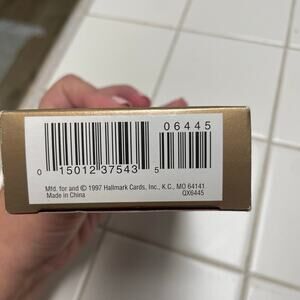 06445
0 15012 37543 5
Mfd. for and © 1997 Hallmark Cards, Inc., K.C., MO 64141
Made in China QX6445